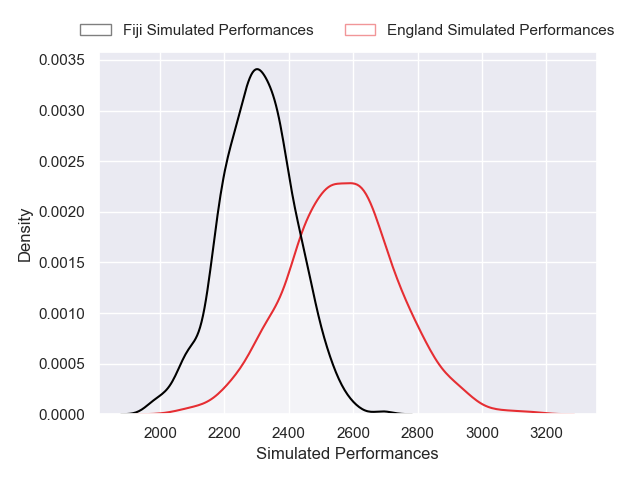 Fiji Simulated Performances England Simulated Performances
0.0035
0.0030
0.0025
0.0020
0.0015
0.0010
0.0005
0.0000
Density
2000 2200 2400 2600 2800 3000 3200
Simulated Performances